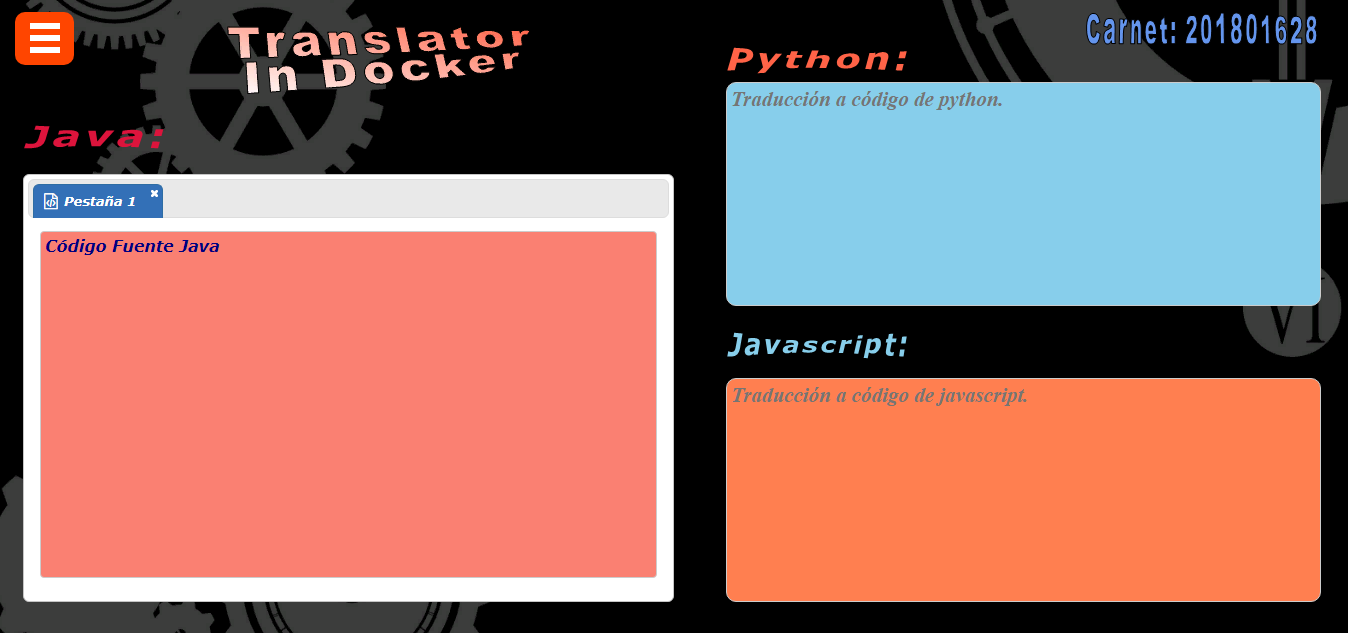 Translator
In Docker
Carnet: 201801628
Java:
Pestaña 1
Código Fuente Java
Python:
Traducción a código de python.
Javascript:
Traducción a código de javascript.
VI